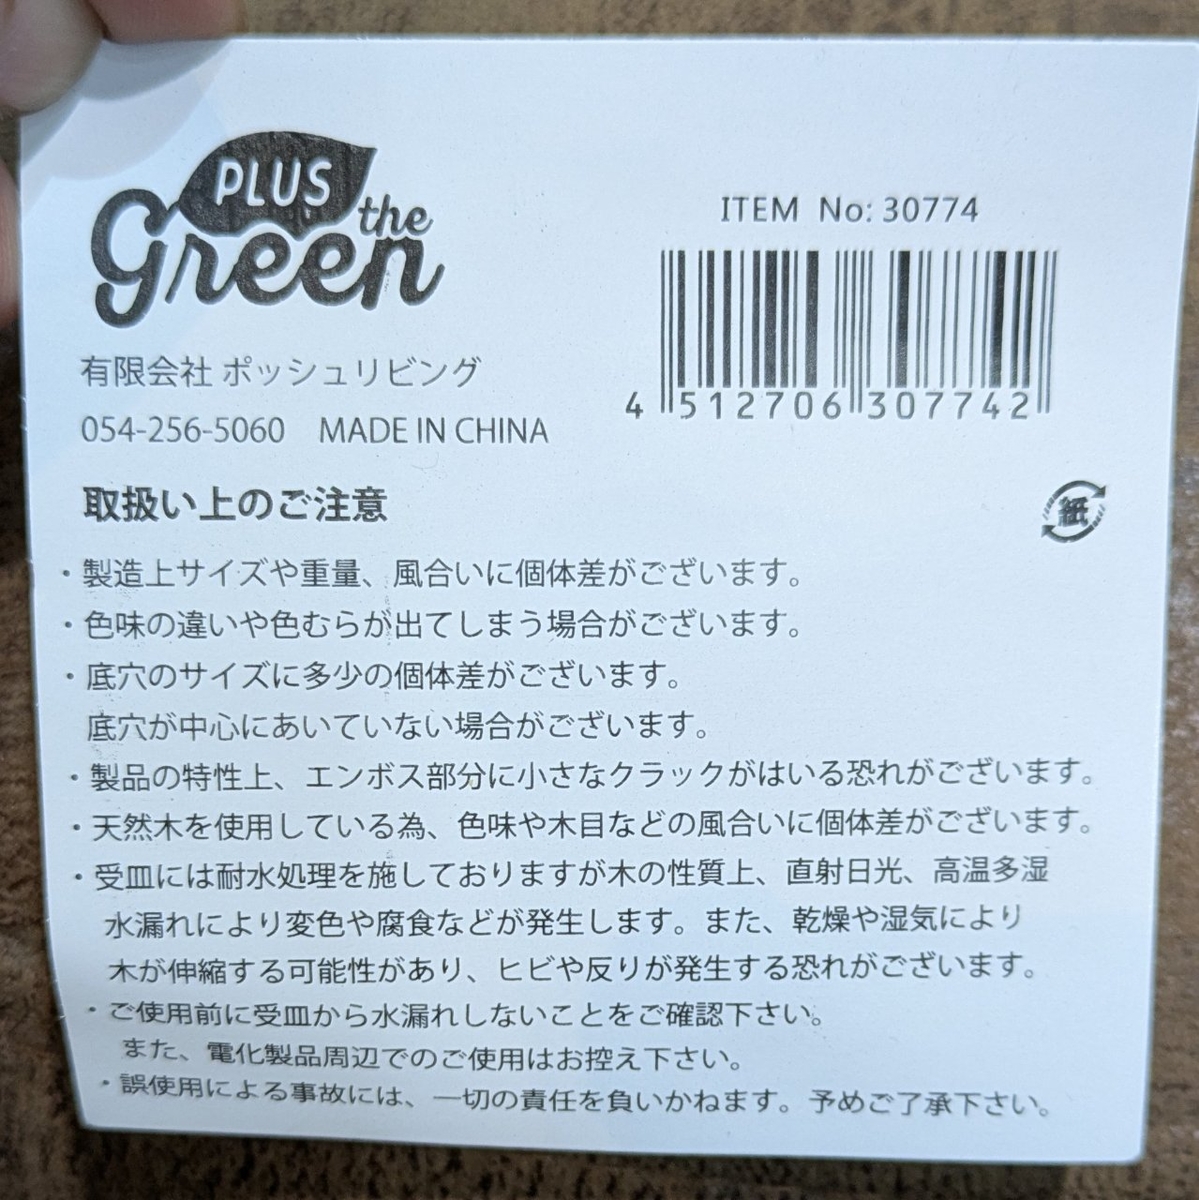 PLUS
the
Green
ITEM No: 30774
4 512706 307742
有限会社 ポッシュリビング
054-256-5060 MADE IN CHINA
取扱い上のご注意
紙
・製造上サイズや重量、風合いに個体差がございます。
・色味の違いや色むらが出てしまう場合がございます。
・底穴のサイズに多少の個体差がございます。
底穴が中心にあいていない場合がございます。
・製品の特性上、エンボス部分に小さなクラックがはいる恐れがございます。
・天然木を使用している為、色味や木目などの風合いに個体差がございます。
・受皿には耐水処理を施しておりますが木の性質上、直射日光、高温多湿
水漏れにより変色や腐食などが発生します。また、乾燥や湿気により
木が伸縮する可能性があり、ヒビや反りが発生する恐れがございます。
・ご使用前に受皿から水漏れしないことをご確認下さい。
また、電化製品周辺でのご使用はお控え下さい。
・誤使用による事故には、一切の責任を負いかねます。予めご了承下さい。